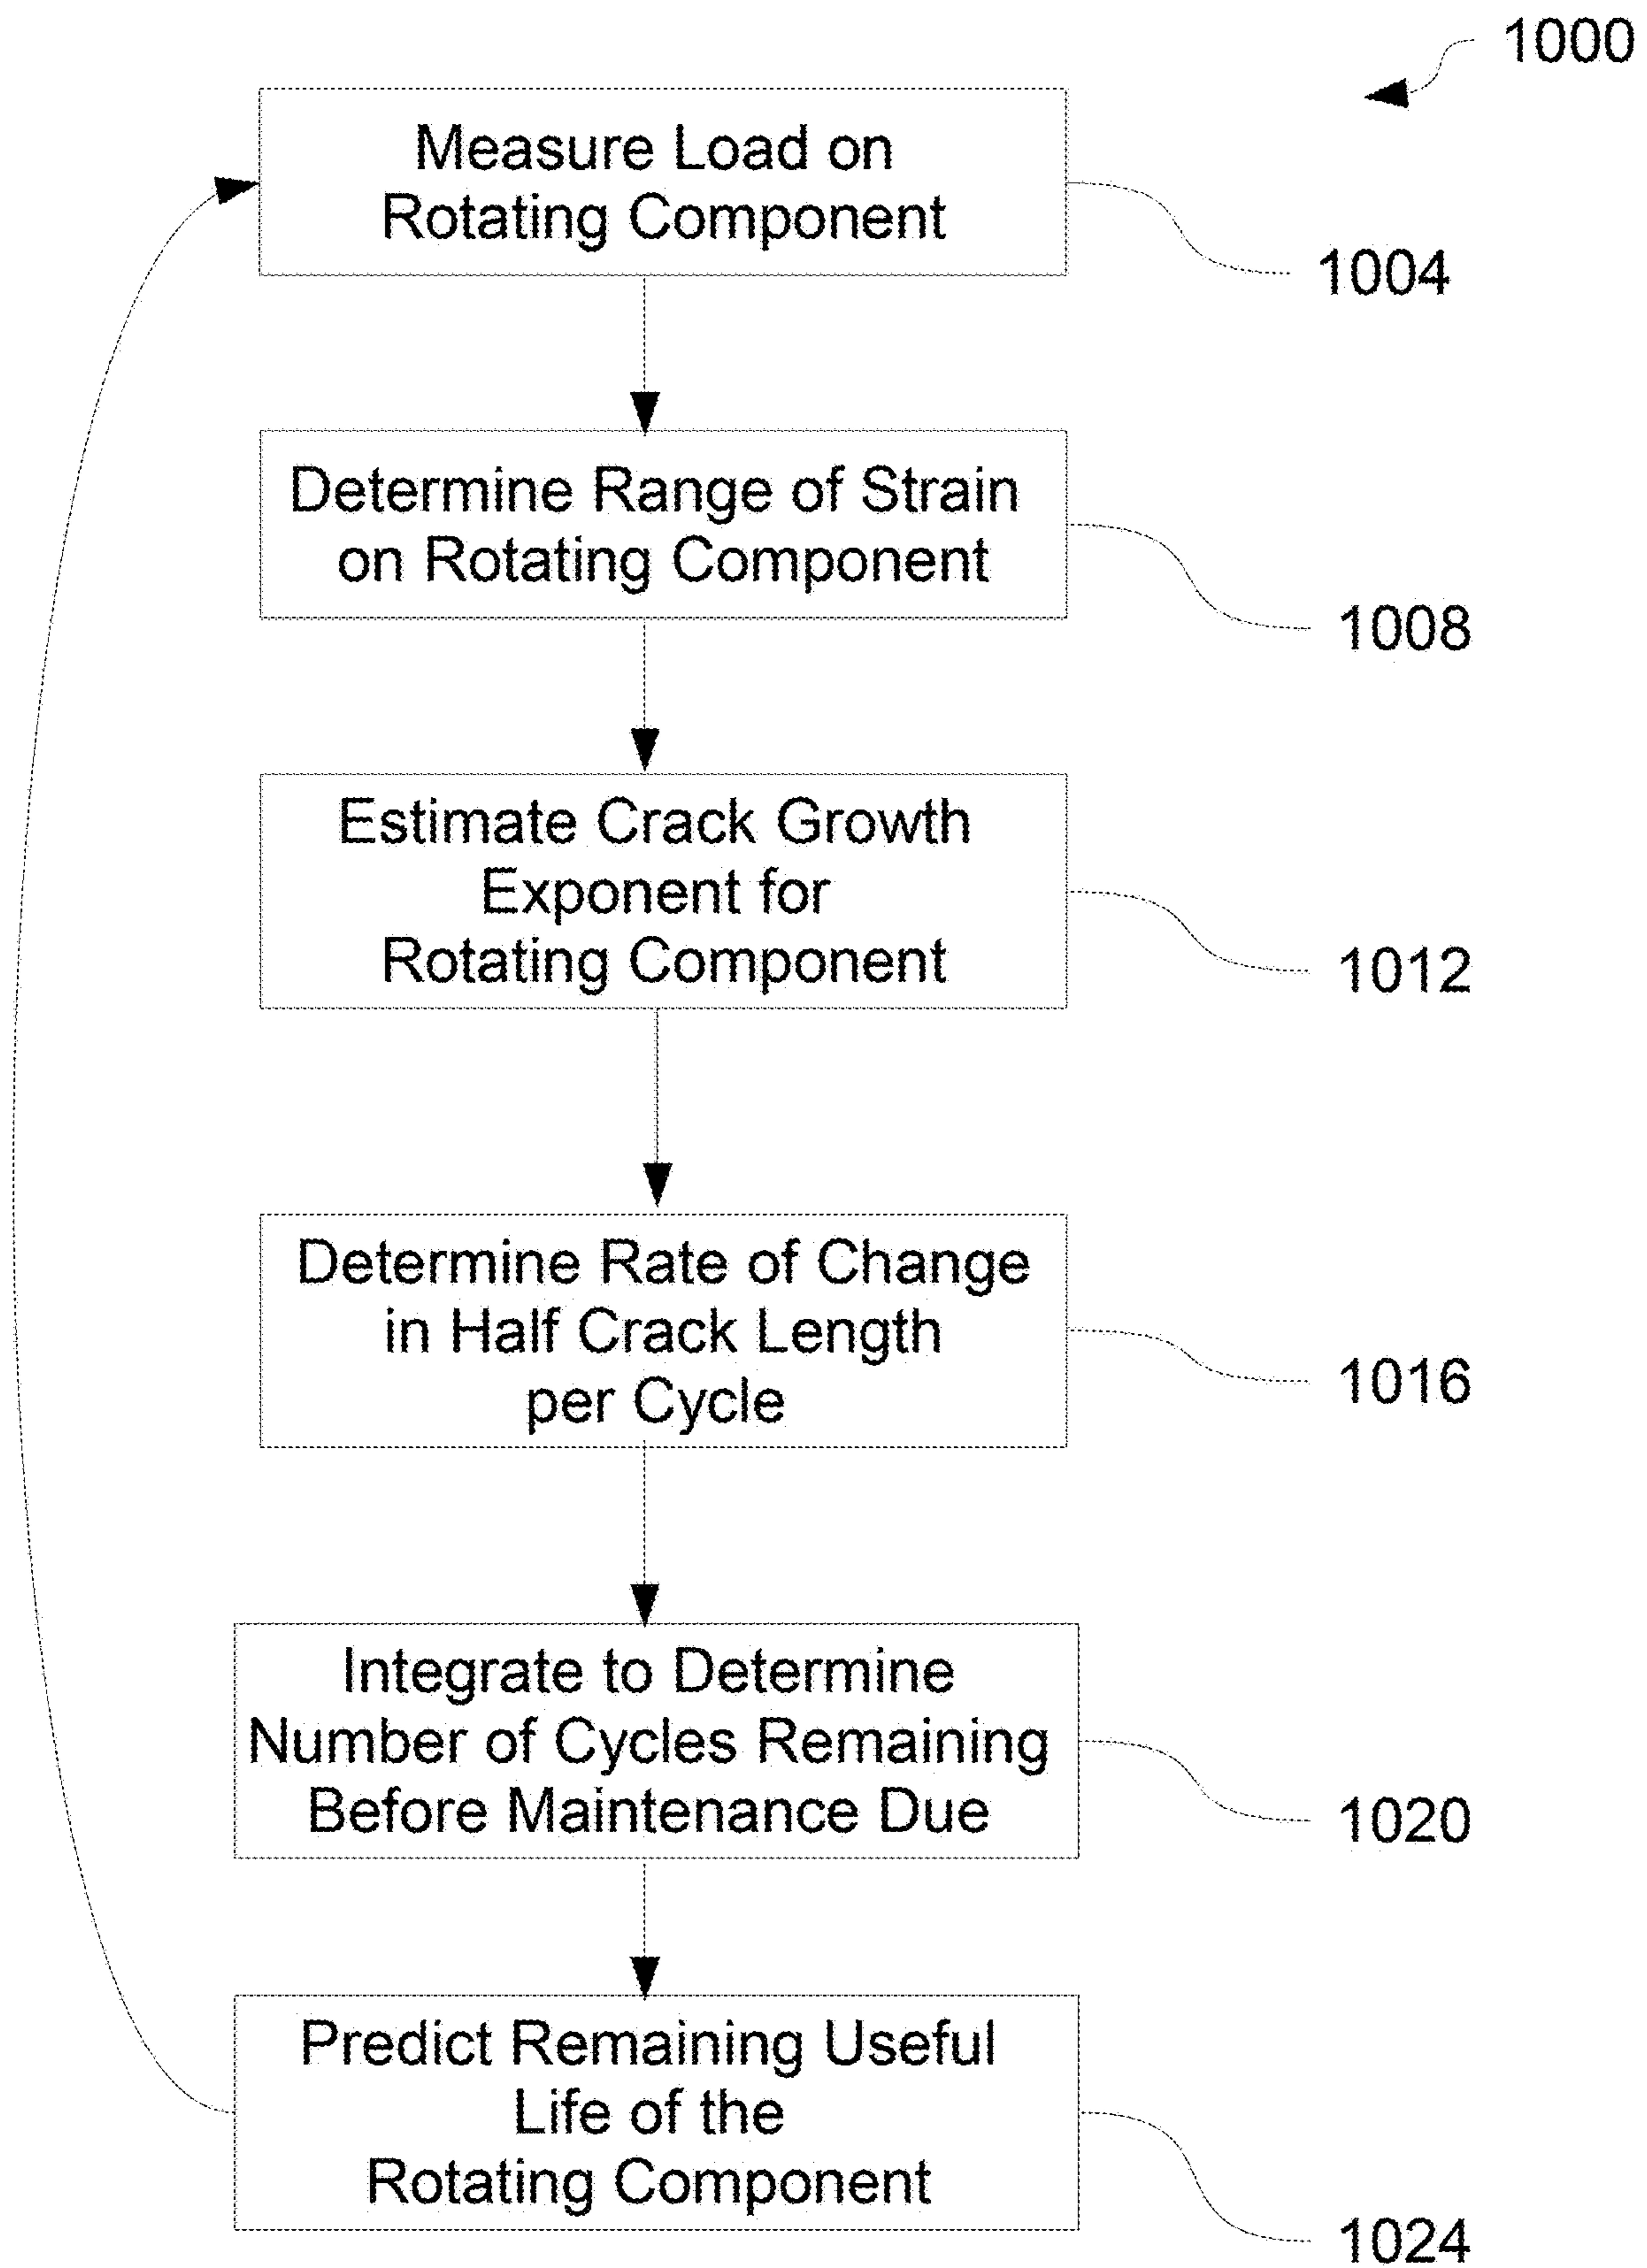 1000
Measure Load on
Rotating Component
1004
Determine Range of Strain
on Rotating Component
1008
Estimate Crack Growth
Exponent for
Rotating Component
1012
Determine Rate of Change
in Half Crack Length
per Cycle
1016
Integrate to Determine
Number of Cycles Remaining
Before Maintenance Due
1020
Predict Remaining Useful
Life of the
Rotating Component
1024